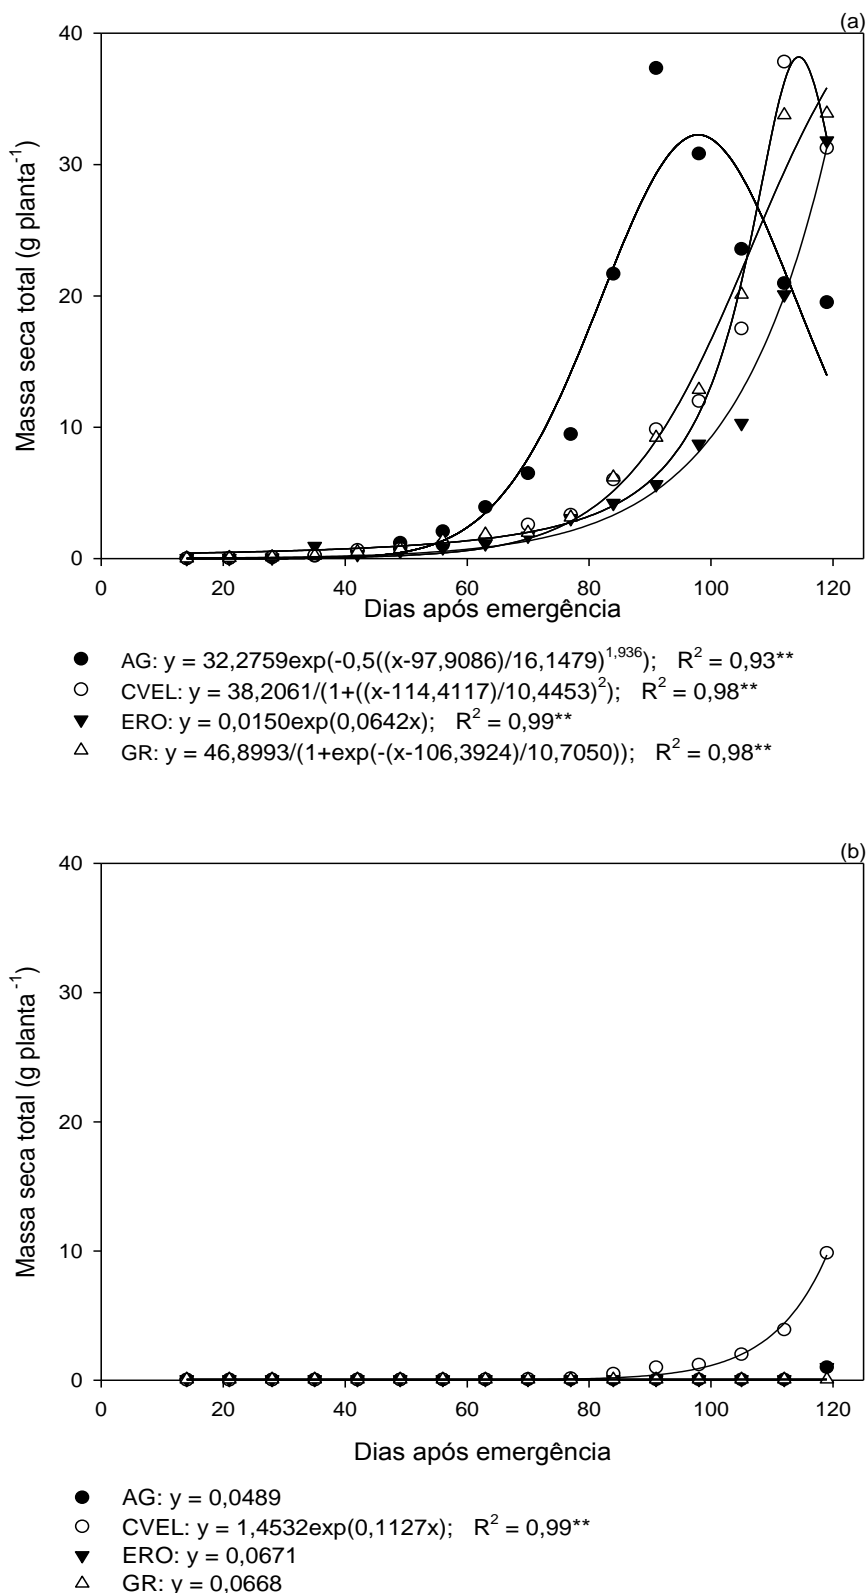 (a)
40
30
20
10
0
Massa seca total (g planta⁻¹)
0 20 40 60 80 100 120
Dias após emergência
● AG: y = 32,2759exp(-0,5((x-97,9086)/16,1479)^1,936); R² = 0,93**
○ CVEL: y = 38,2061/(1+((x-114,4117)/10,4453)²); R² = 0,98**
▼ ERO: y = 0,0150exp(0,0642x); R² = 0,99**
△ GR: y = 46,8993/(1+exp(-(x-106,3924)/10,7050)); R² = 0,98**
(b)
40
30
20
10
0
Massa seca total (g planta⁻¹)
0 20 40 60 80 100 120
Dias após emergência
● AG: y = 0,0489
○ CVEL: y = 1,4532exp(0,1127x); R² = 0,99**
▼ ERO: y = 0,0671
△ GR: y = 0,0668